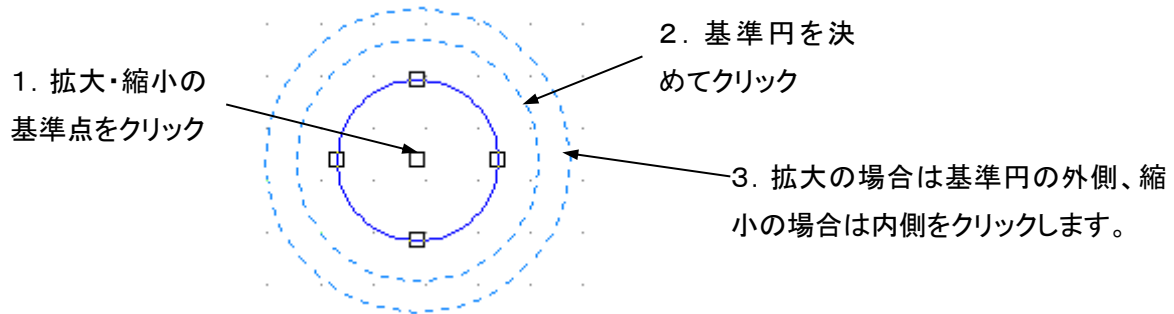 1．拡大・縮小の
基準点をクリック
2．基準円を決
めてクリック
3．拡大の場合は基準円の外側、縮
小の場合は内側をクリックします。